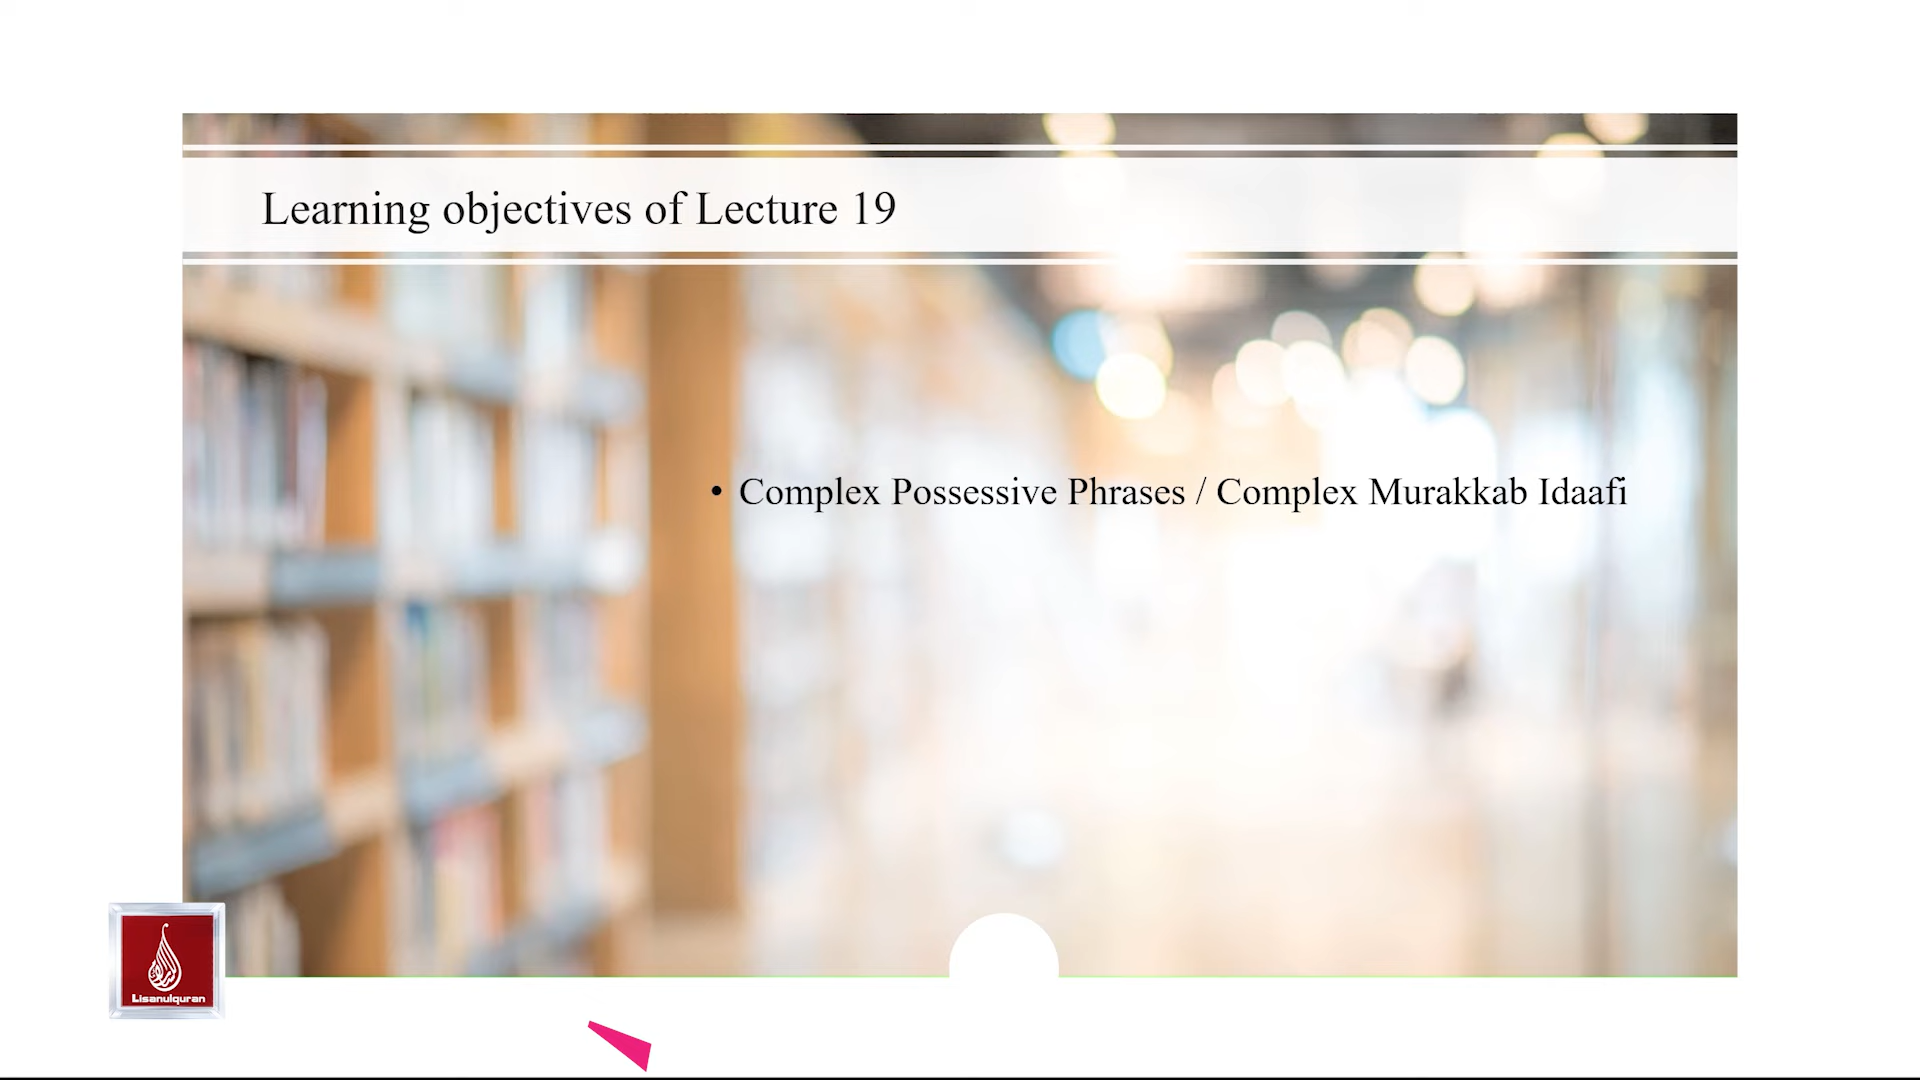 Learning objectives of Lecture 19
• Complex Possessive Phrases / Complex Murakkab Idaafi
Lisanulquran